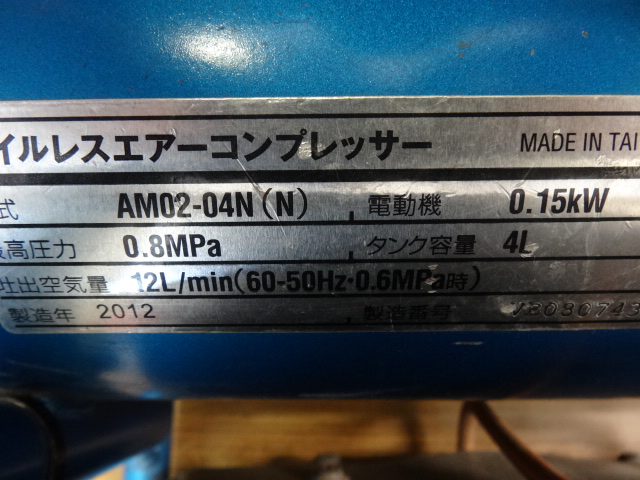 イルレスエアーコンプレッサー MADE IN TAI
式 AM02-04N(N) 電動機 0.15kW
最高圧力 0.8MPa タンク容量 4L
吐出空気量 12L/min(60-50Hz・0.6MPa時)
製造年 2012 製造番号 V8080743